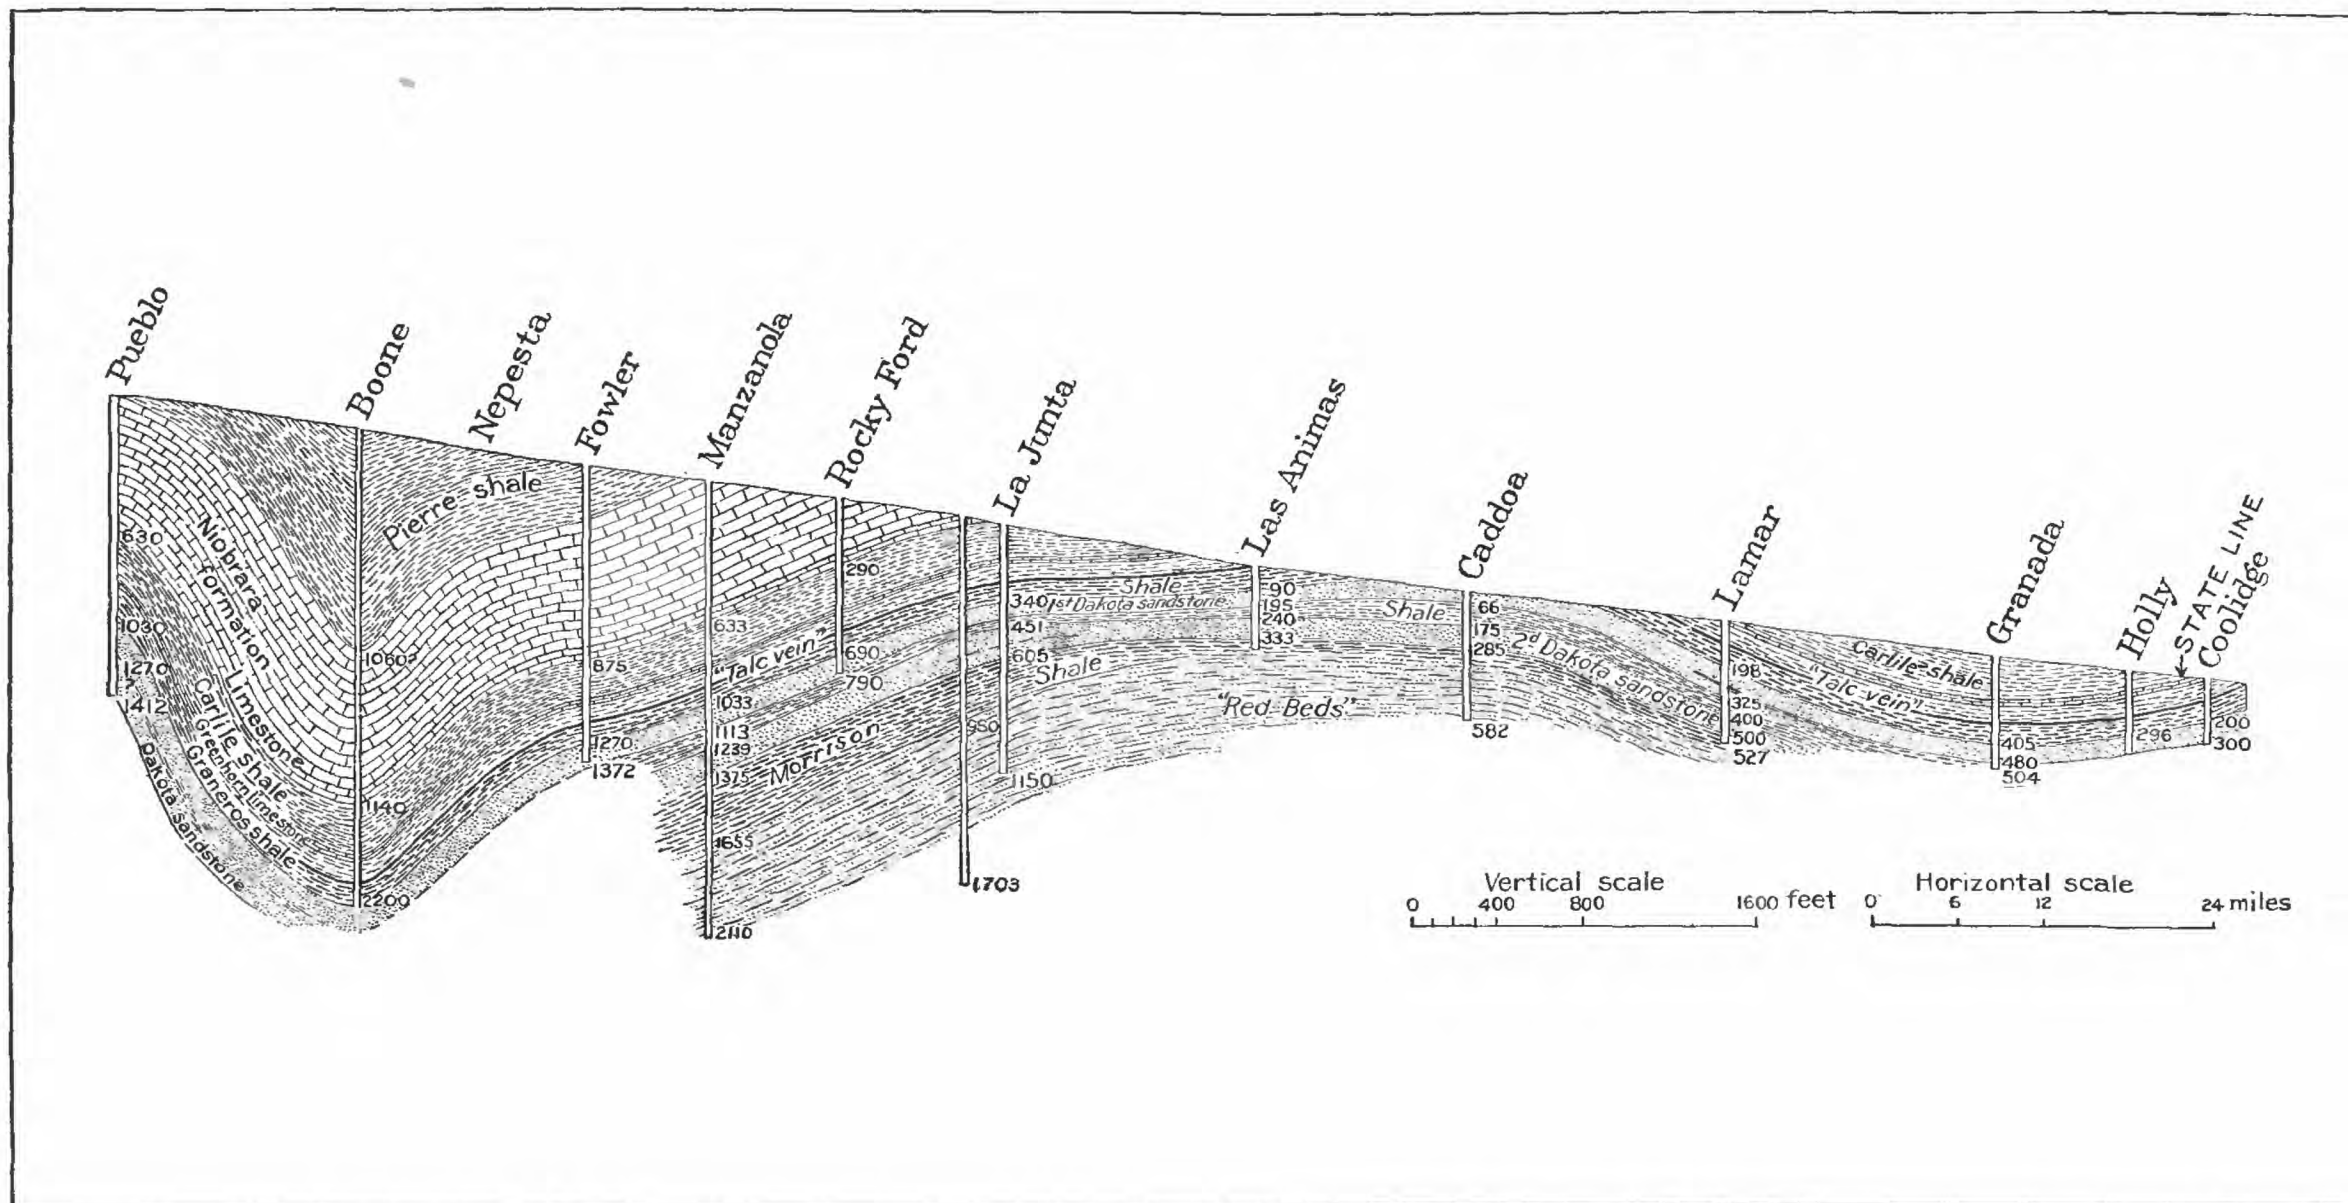 Pueblo
Boone
Nepesta
Fowler
Manzanola
Rocky Ford
La Junta
Las Animas
Caddoa
Lamar
Granada
Holly
STATE LINE
Coolidge
630
1030
1270
?
1412
Niobrara
formation
Limestone
Carlile shale
Greenhorn limestone
Graneros shale
Dakota sandstone
Pierre shale
1060?
1140
2200
875
1270
1372
633
"Talc vein"
1033
1113
1239
1375
Morrison
1655
2110
290
690
790
950
1703
340
451
605
1150
Shale
1st Dakota sandstone
Shale
"Red Beds"
90
195
240
333
Shale
66
175
285
582
2d Dakota sandstone
198
325
400
500
527
Carlile shale
"Talc vein"
405
480
504
296
200
300
Vertical scale
0 400 800 1600 feet
Horizontal scale
0 6 12 24 miles